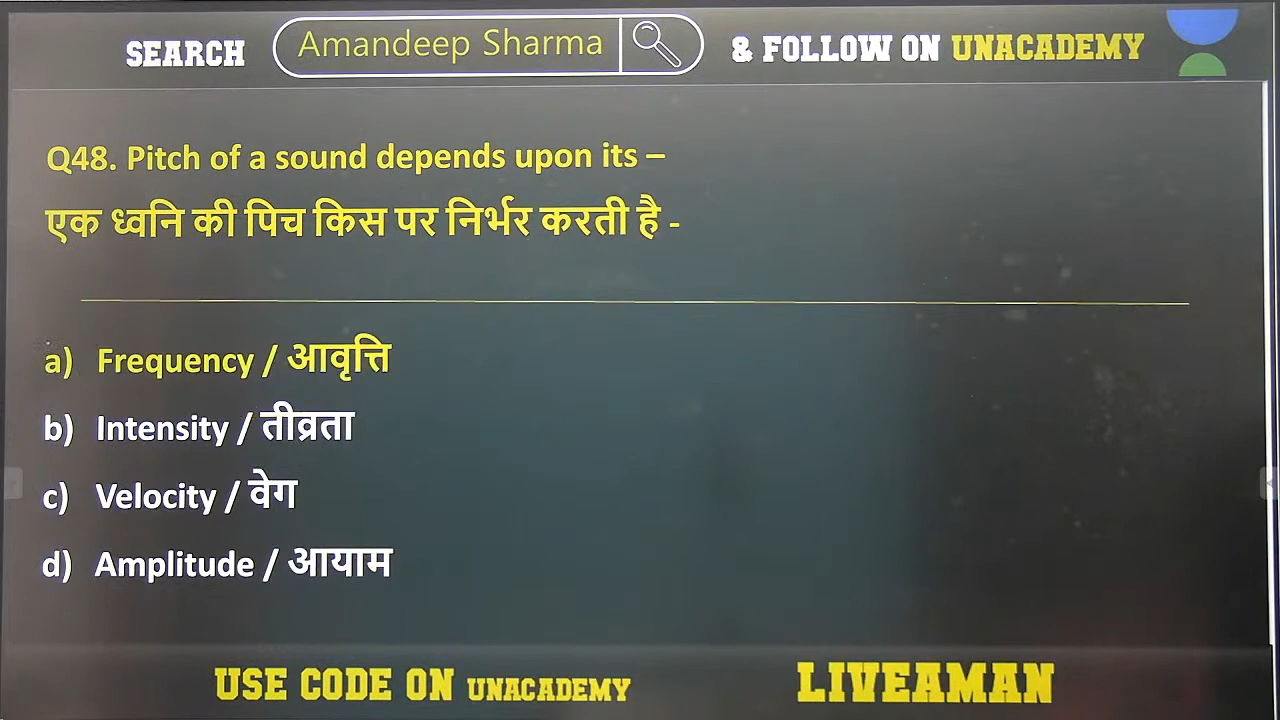 SEARCH Amandeep Sharma & FOLLOW ON UNACADEMY
Q48. Pitch of a sound depends upon its –
एक ध्वनि की पिच किस पर निर्भर करती है -
a) Frequency / आवृत्ति
b) Intensity / तीव्रता
c) Velocity / वेग
d) Amplitude / आयाम
USE CODE ON UNACADEMY LIVEAMAN